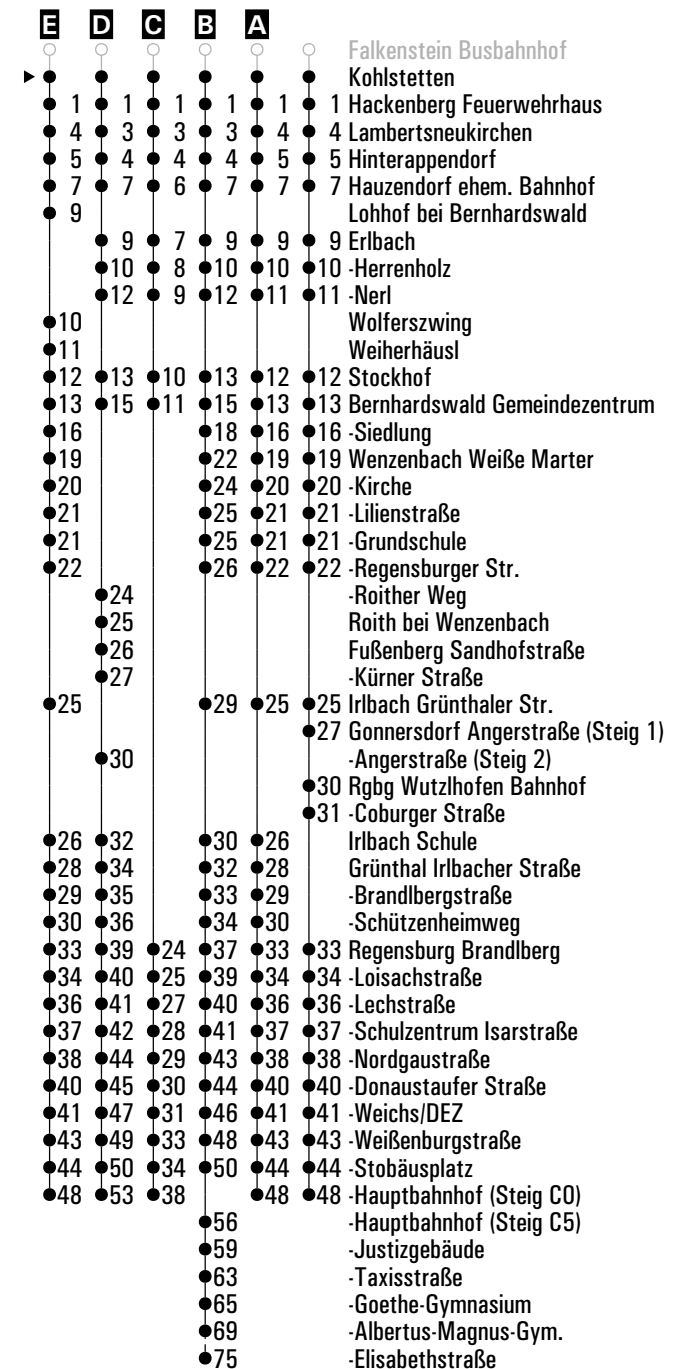 E D C B A
Falkenstein Busbahnhof
Kohlstetten
1 1 1 1 1 1 Hackenberg Feuerwehrhaus
4 3 3 3 4 4 Lambertsneukirchen
5 4 4 4 5 5 Hinterappendorf
7 7 6 7 7 7 Hauzendorf ehem. Bahnhof
9 Lohhof bei Bernhardswald
9 7 9 9 9 Erlbach
10 8 10 10 10 -Herrenholz
12 9 12 11 11 -Nerl
10 Wolferszwing
11 Weiherhäusl
12 13 10 13 12 12 Stockhof
13 15 11 15 13 13 Bernhardswald Gemeindezentrum
16 18 16 16 -Siedlung
19 22 19 19 Wenzenbach Weiße Marter
20 24 20 20 -Kirche
21 25 21 21 -Lilienstraße
21 25 21 21 -Grundschule
22 26 22 22 -Regensburger Str.
24 -Roither Weg
25 Roith bei Wenzenbach
26 Fußenberg Sandhofstraße
27 -Kürner Straße
25 29 25 25 Irlbach Grünthaler Str.
27 Gonnersdorf Angerstraße (Steig 1)
30 -Angerstraße (Steig 2)
30 Rgbg Wutzlhofen Bahnhof
31 -Coburger Straße
26 32 30 26 Irlbach Schule
28 34 32 28 Grünthal Irlbacher Straße
29 35 33 29 -Brandlbergstraße
30 36 34 30 -Schützenheimweg
33 39 24 37 33 33 Regensburg Brandlberg
34 40 25 39 34 34 -Loisachstraße
36 41 27 40 36 36 -Lechstraße
37 42 28 41 37 37 -Schulzentrum Isarstraße
38 44 29 43 38 38 -Nordgaustraße
40 45 30 44 40 40 -Donaustaufer Straße
41 47 31 46 41 41 -Weichs/DEZ
43 49 33 48 43 43 -Weißenburgstraße
44 50 34 50 44 44 -Stobäusplatz
48 53 38 48 48 -Hauptbahnhof (Steig C0)
56 -Hauptbahnhof (Steig C5)
59 -Justizgebäude
63 -Taxisstraße
65 -Goethe-Gymnasium
69 -Albertus-Magnus-Gym.
75 -Elisabethstraße